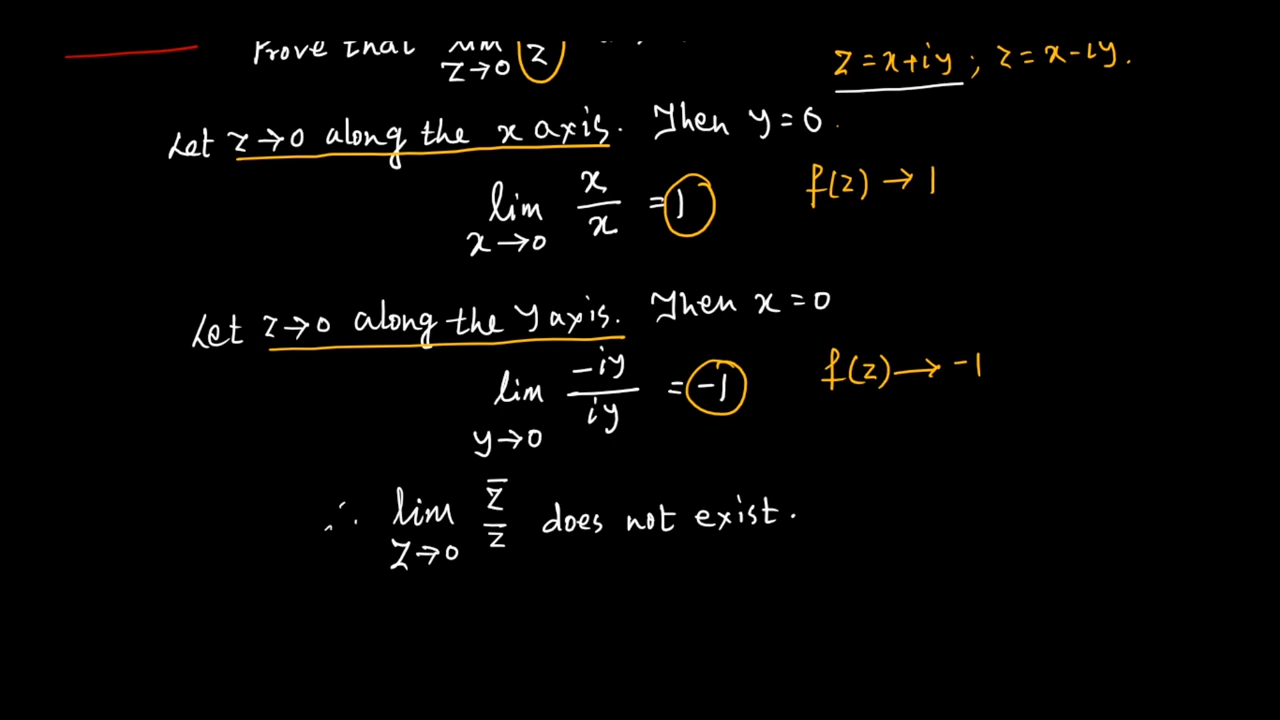 Prove that lim z→0 z
z = x+iy ; z = x-iy.
Let z→0 along the x axis. Then y = 0
lim x→0 x/x = 1 f(z) → 1
Let z→0 along the y axis. Then x = 0
lim y→0 -iy/iy = -1 f(z) → -1
∴ lim z→0 z̅/z does not exist.